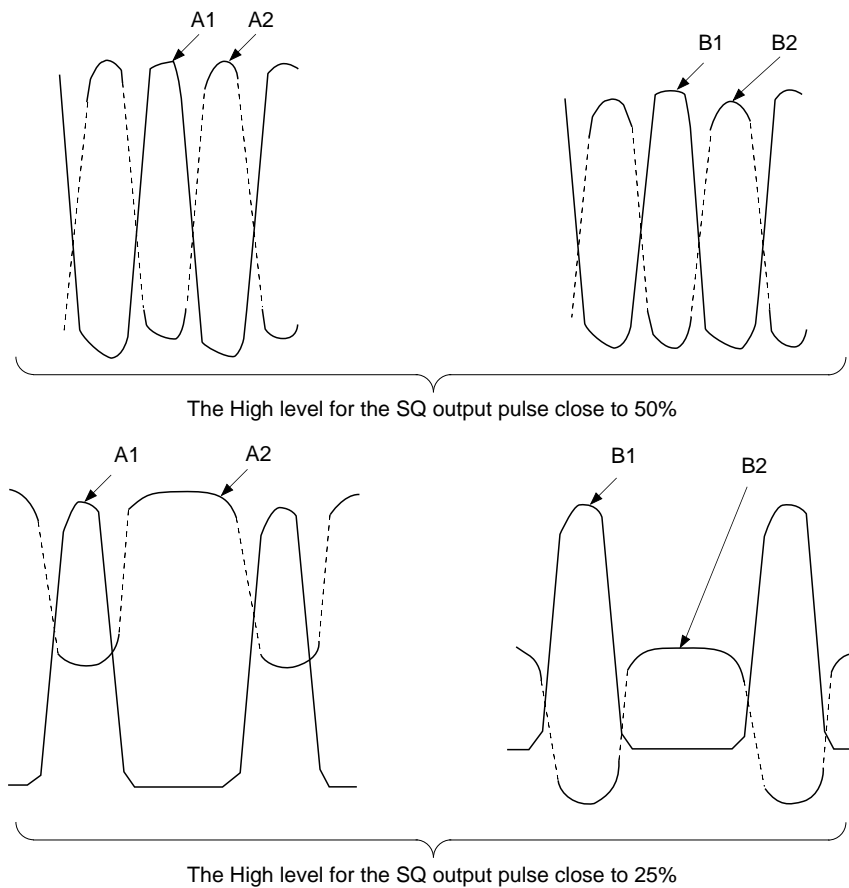 A1
A2
B1
B2
The High level for the SQ output pulse close to 50%
A1
A2
B1
B2
The High level for the SQ output pulse close to 25%